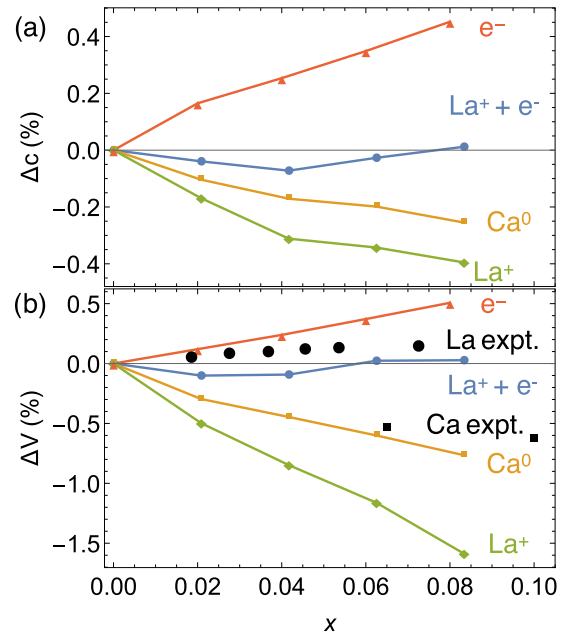 (a)
e⁻
0.4
0.2
La⁺ + e⁻
0.0
Δc (%)
-0.2
Ca⁰
-0.4
La⁺
(b)
0.5
e⁻
La expt.
0.0
La⁺ + e⁻
ΔV (%)
-0.5
Ca expt.
Ca⁰
-1.0
-1.5
La⁺
0.00 0.02 0.04 0.06 0.08 0.10
x